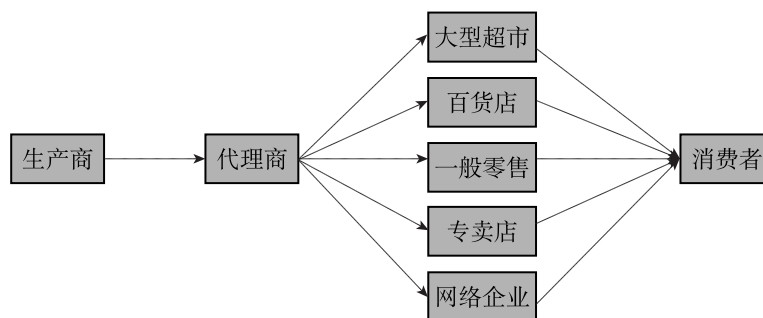 生产商
代理商
大型超市
百货店
一般零售
专卖店
网络企业
消费者